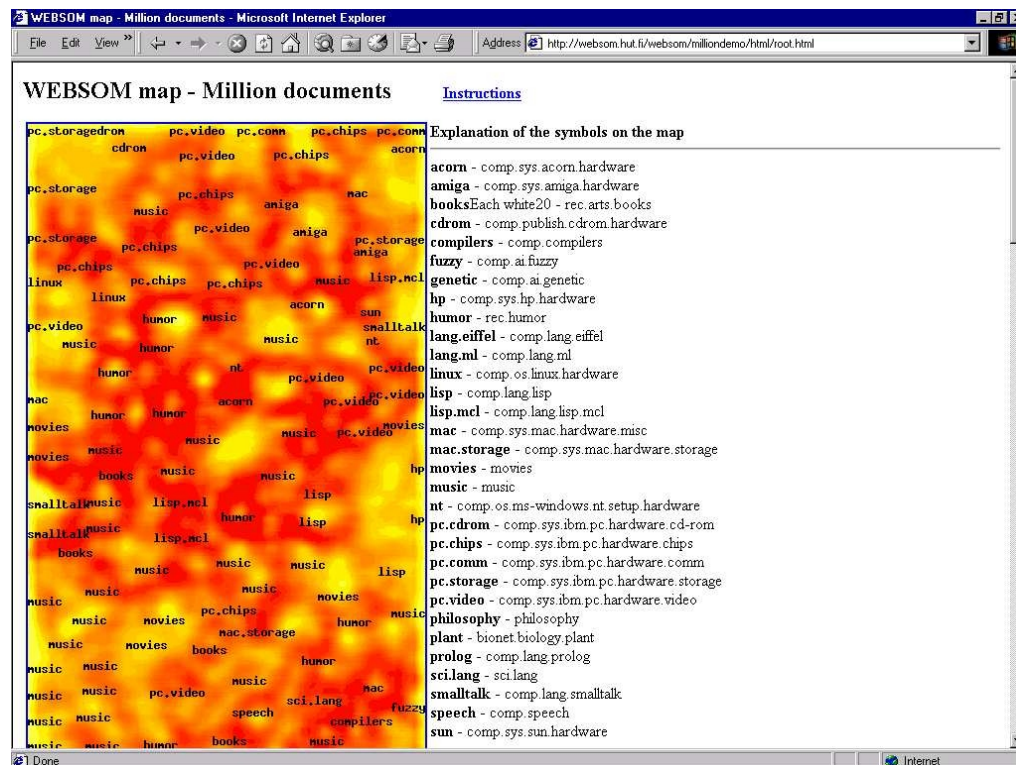 WEBSOM map - Million documents - Microsoft Internet Explorer
File Edit View » Address http://websom.hut.fi/websom/milliondemo/html/root.html
WEBSOM map - Million documents Instructions
Explanation of the symbols on the map
pc.storagedrom pc.video pc.comm pc.chips pc.comm
cdrom pc.video pc.chips acorn
pc.storage pc.chips mac
music amiga
pc.video amiga
pc.storage pc.chips pc.storage
amiga
pc.chips pc.video
linux pc.chips pc.chips music lisp.mcl
linux acorn
humor music sun
pc.video smalltalk
music humor music nt
humor nt pc.video pc.video
mac acorn pc.video pc.video
humor humor
movies music music pc.video movies
movies music
books music music hp
smalltalk music lisp.mcl lisp
humor lisp hp
smalltalk music lisp.mcl
books
music music lisp
music music movies
music pc.chips music
music movies humor
mac.storage
music movies books
music music humor
music
music music pc.video mac
sci.lang fuzzy
music music speech compilers
music music humor books music
acorn - comp.sys.acorn.hardware
amiga - comp.sys.amiga.hardware
booksEach white20 - rec.arts.books
cdrom - comp.publish.cdrom.hardware
compilers - comp.compilers
fuzzy - comp.ai.fuzzy
genetic - comp.ai.genetic
hp - comp.sys.hp.hardware
humor - rec.humor
lang.eiffel - comp.lang.eiffel
lang.ml - comp.lang.ml
linux - comp.os.linux.hardware
lisp - comp.lang.lisp
lisp.mcl - comp.lang.lisp.mcl
mac - comp.sys.mac.hardware.misc
mac.storage - comp.sys.mac.hardware.storage
movies - movies
music - music
nt - comp.os.ms-windows.nt.setup.hardware
pc.cdrom - comp.sys.ibm.pc.hardware.cd-rom
pc.chips - comp.sys.ibm.pc.hardware.chips
pc.comm - comp.sys.ibm.pc.hardware.comm
pc.storage - comp.sys.ibm.pc.hardware.storage
pc.video - comp.sys.ibm.pc.hardware.video
philosophy - philosophy
plant - bionet.biology.plant
prolog - comp.lang.prolog
sci.lang - sci.lang
smalltalk - comp.lang.smalltalk
speech - comp.speech
sun - comp.sys.sun.hardware
Done Internet